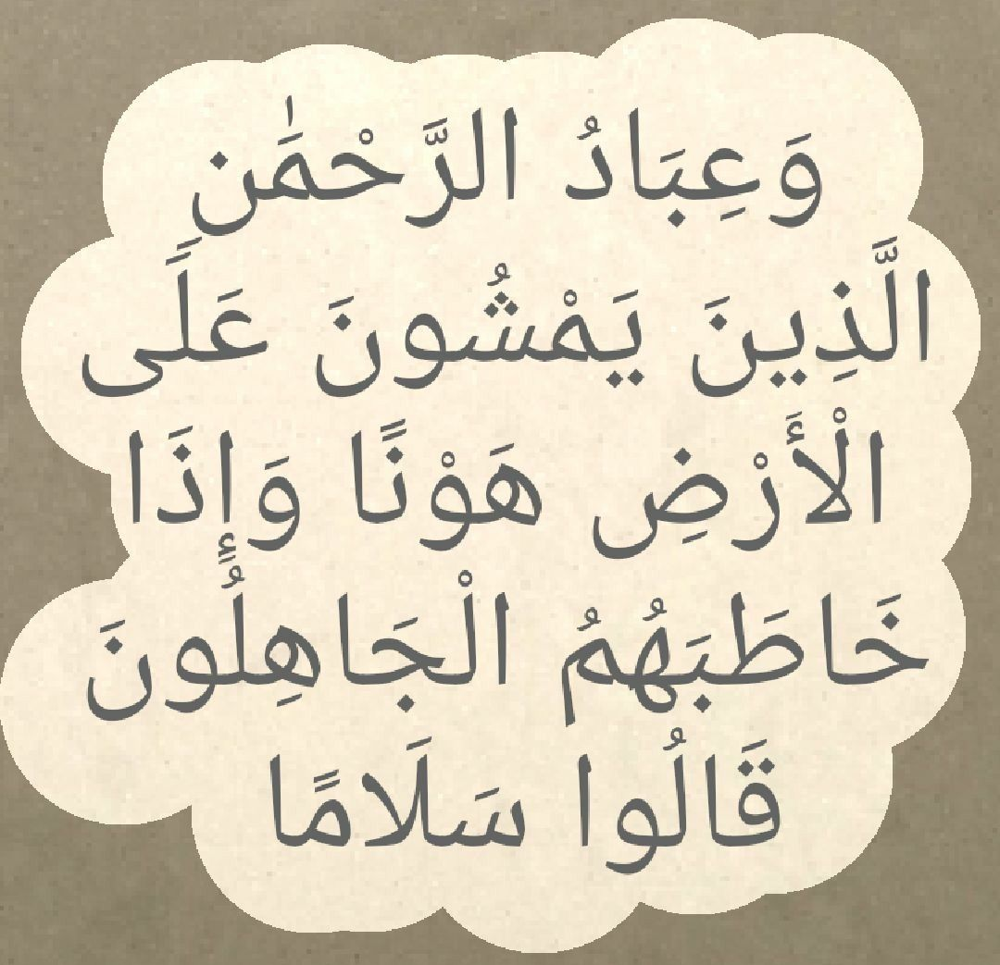 وَعِبَادُ الرَّحْمَٰنِ
الَّذِينَ يَمْشُونَ عَلَى
الْأَرْضِ هَوْنًا وَإِذَا
خَاطَبَهُمُ الْجَاهِلُونَ
قَالُوا سَلَامًا